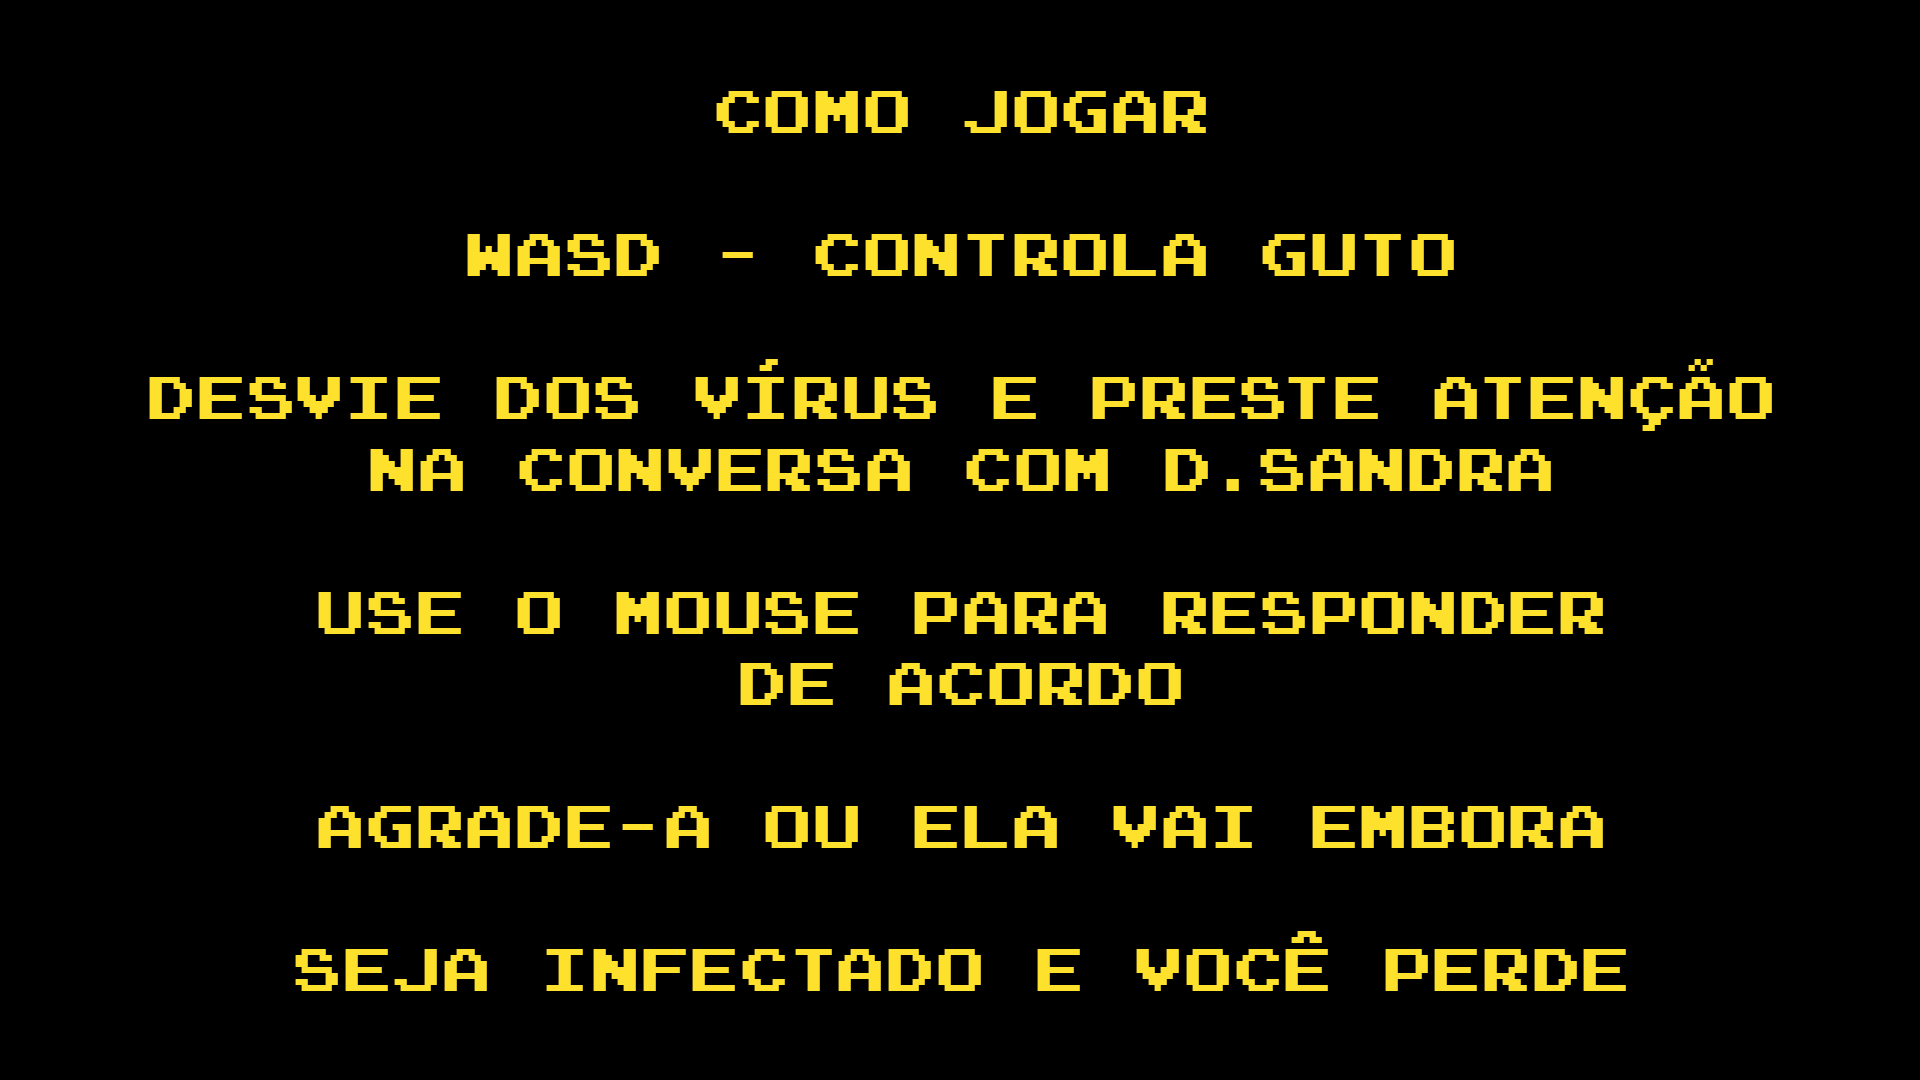 COMO JOGAR
WASD - CONTROLA GUTO
DESVIE DOS VÍRUS E PRESTE ATENÇÃO
NA CONVERSA COM D.SANDRA
USE O MOUSE PARA RESPONDER
DE ACORDO
AGRADE-A OU ELA VAI EMBORA
SEJA INFECTADO E VOCÊ PERDE